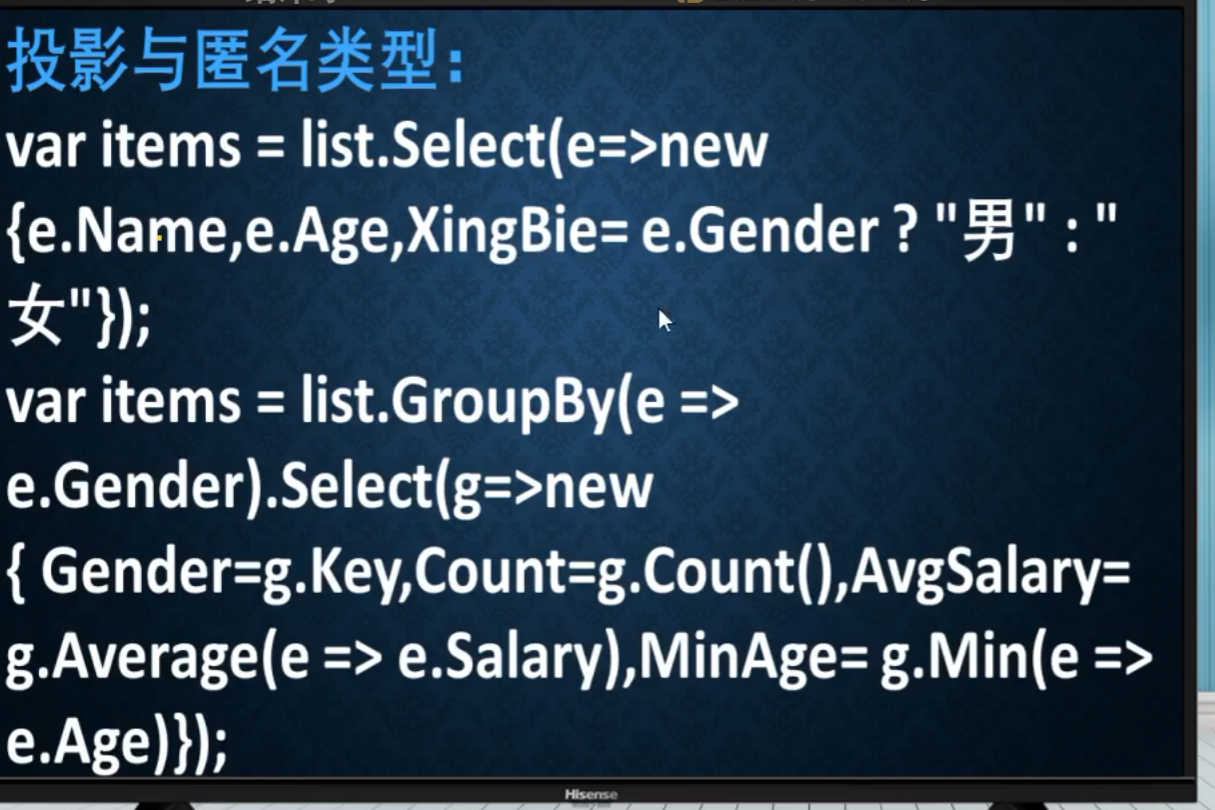 投影与匿名类型:
var items = list.Select(e=>new
{e.Name,e.Age,XingBie= e.Gender ? "男" : "
女"});
var items = list.GroupBy(e =>
e.Gender).Select(g=>new
{ Gender=g.Key,Count=g.Count(),AvgSalary=
g.Average(e => e.Salary),MinAge= g.Min(e =>
e.Age)});
Hisense